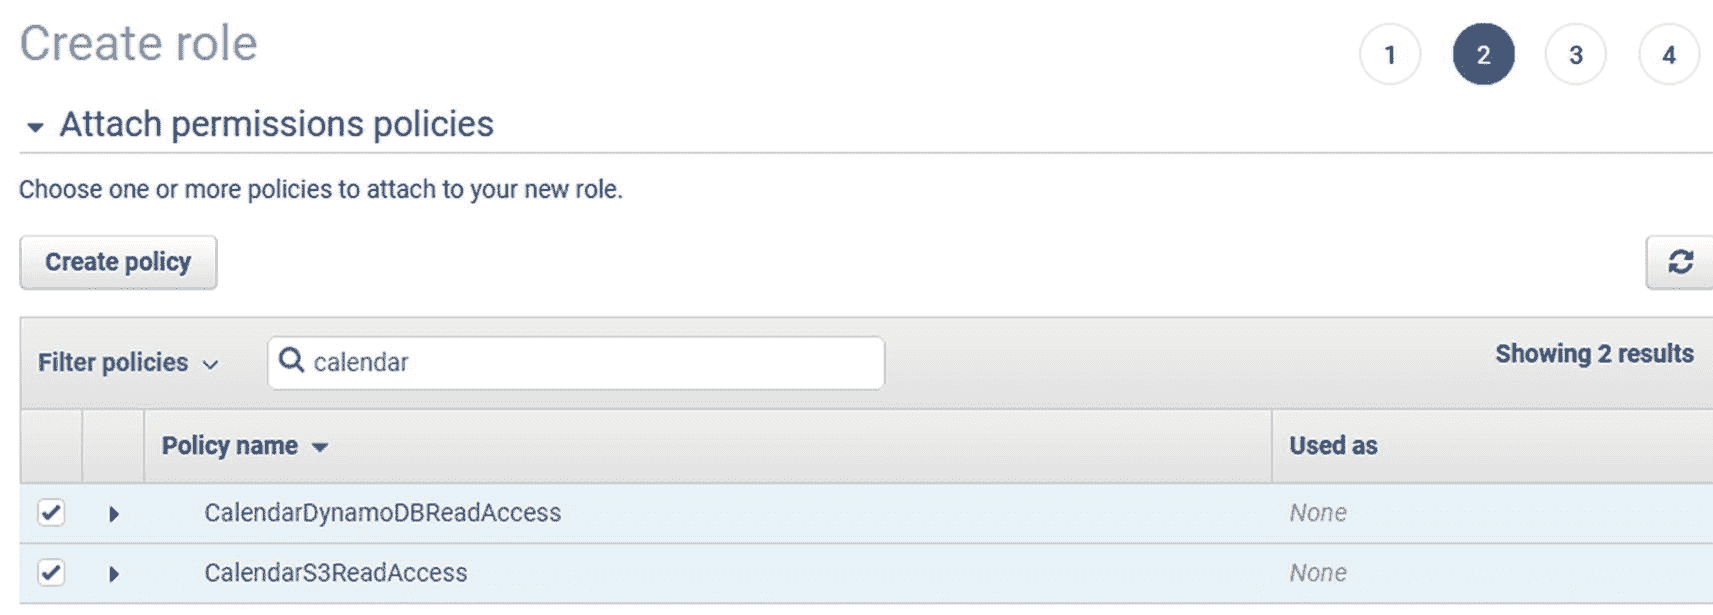 Create role
1 2 3 4
Attach permissions policies
Choose one or more policies to attach to your new role.
Create policy
Filter policies calendar Showing 2 results
Policy name Used as
CalendarDynamoDBReadAccess None
CalendarS3ReadAccess None